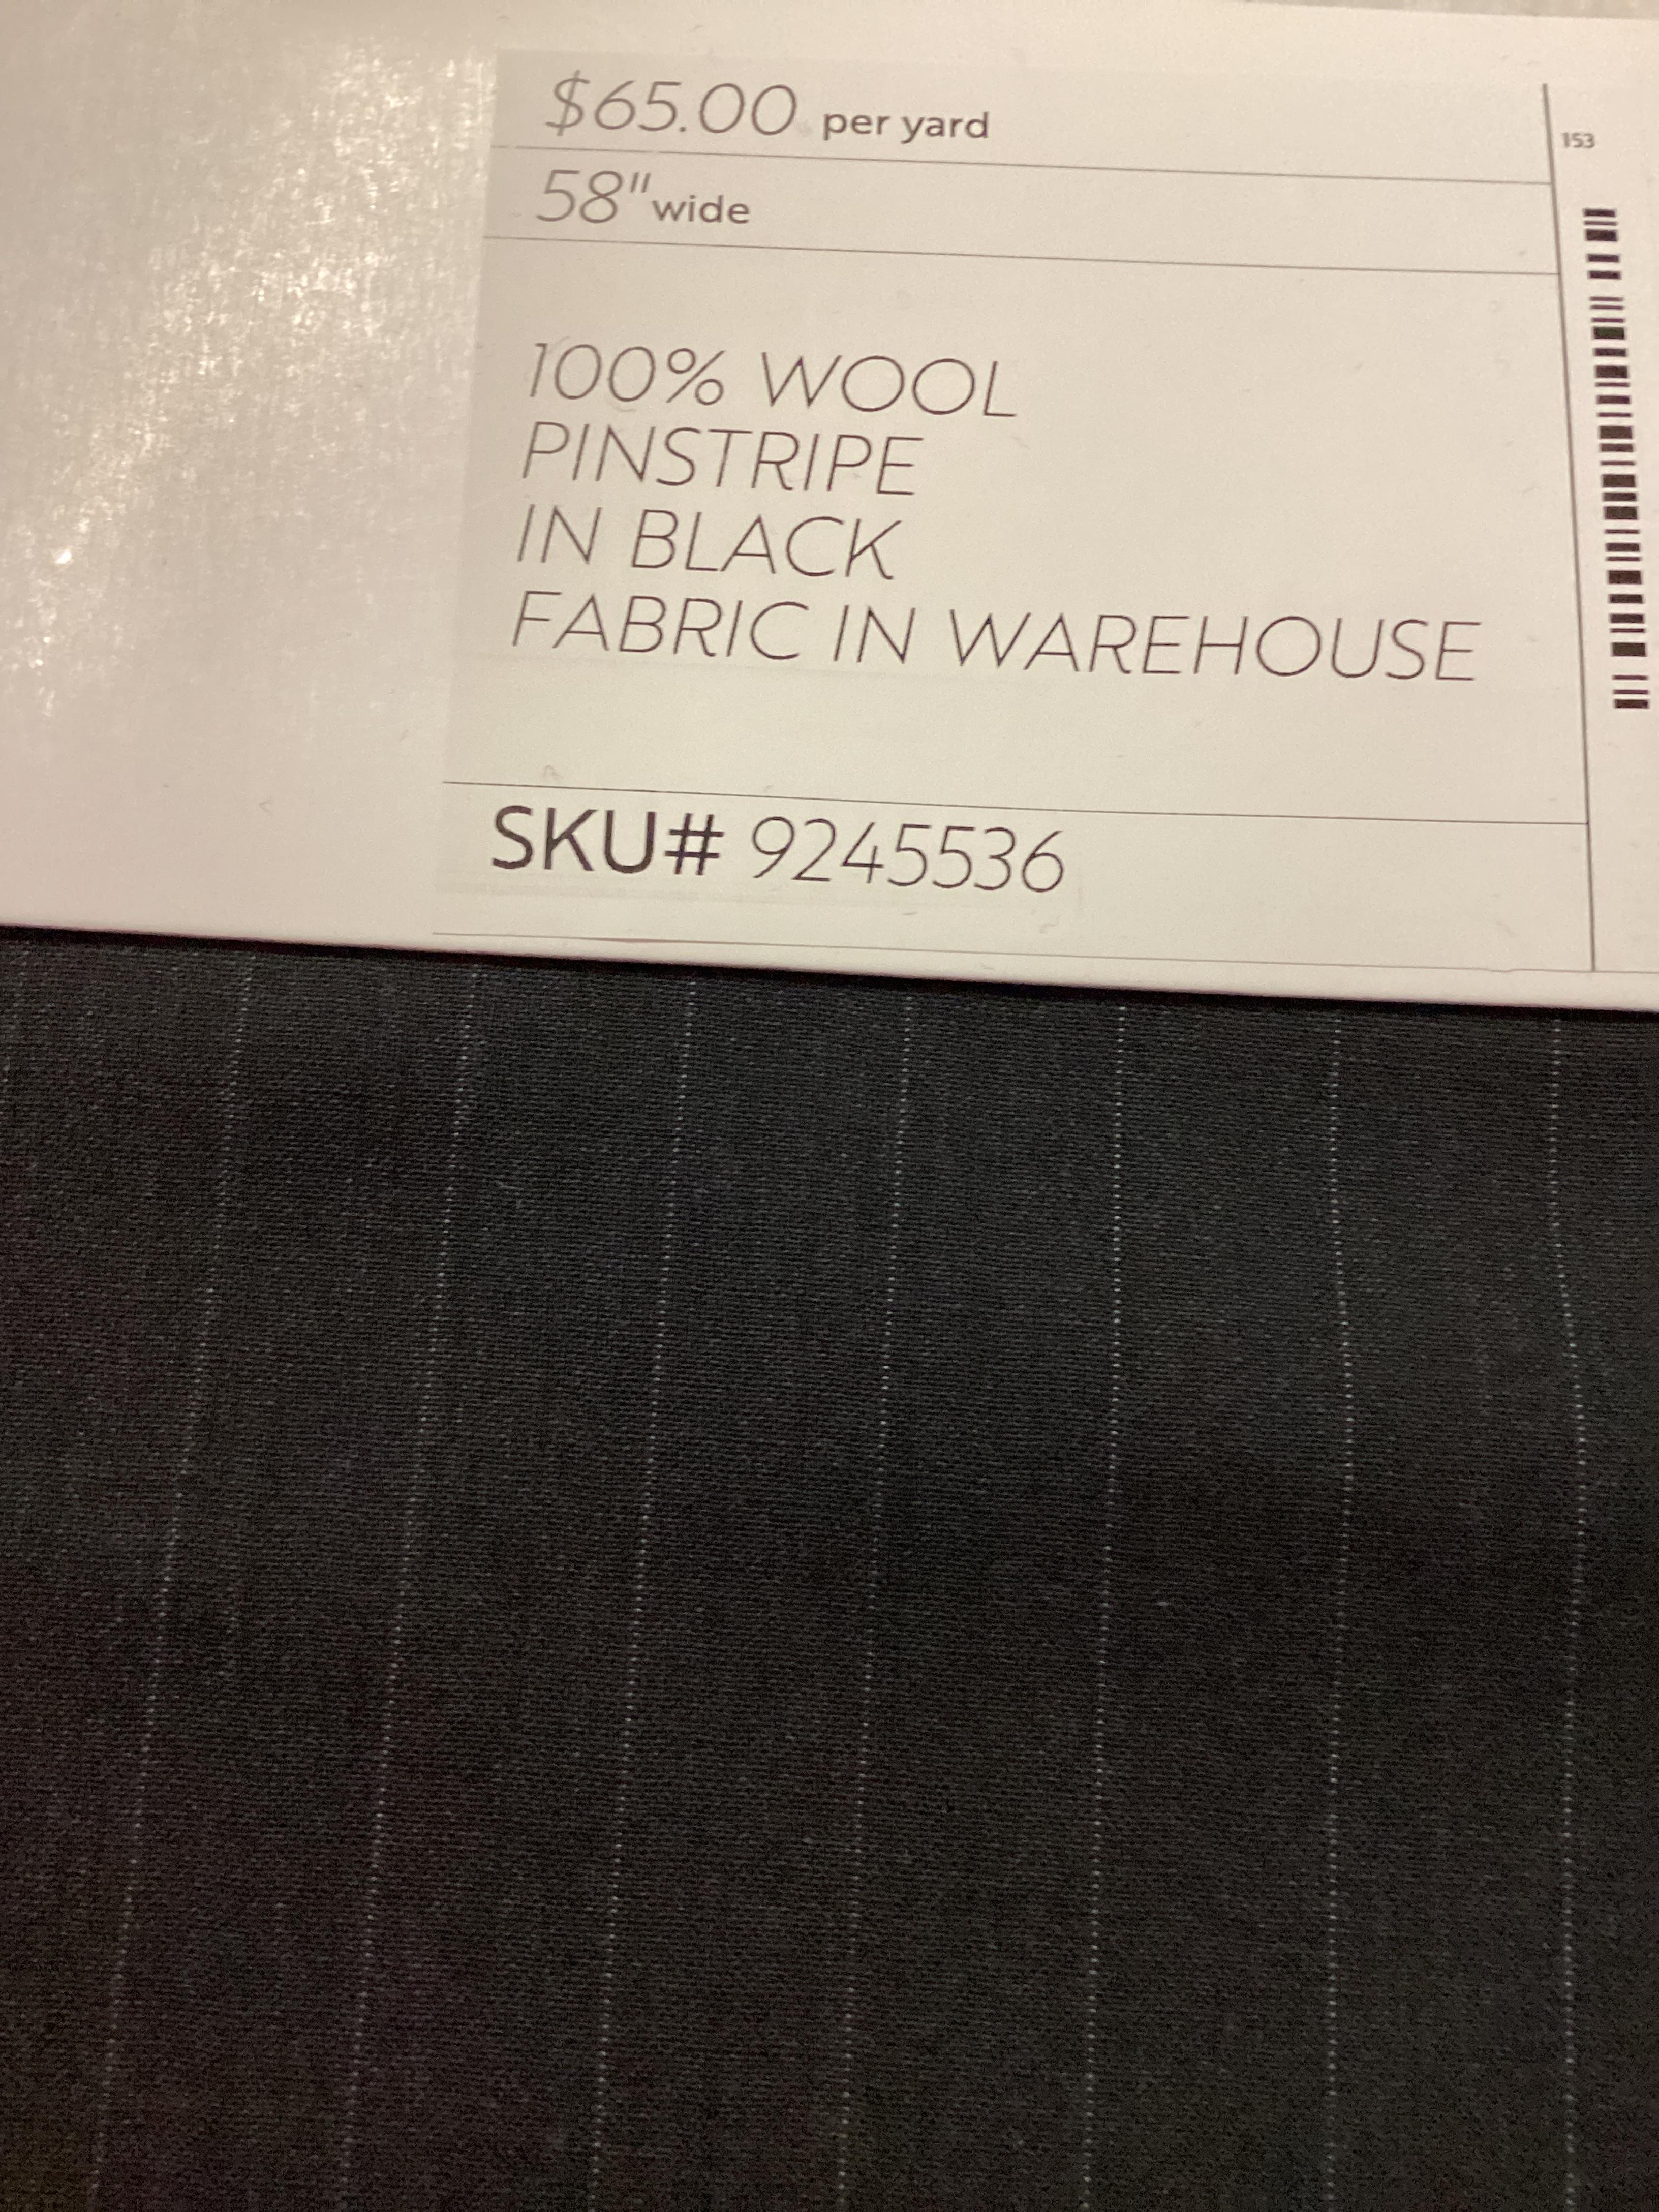 $65.00 per yard
153
58" wide
100% WOOL
PINSTRIPE
IN BLACK
FABRIC IN WAREHOUSE
SKU# 9245536